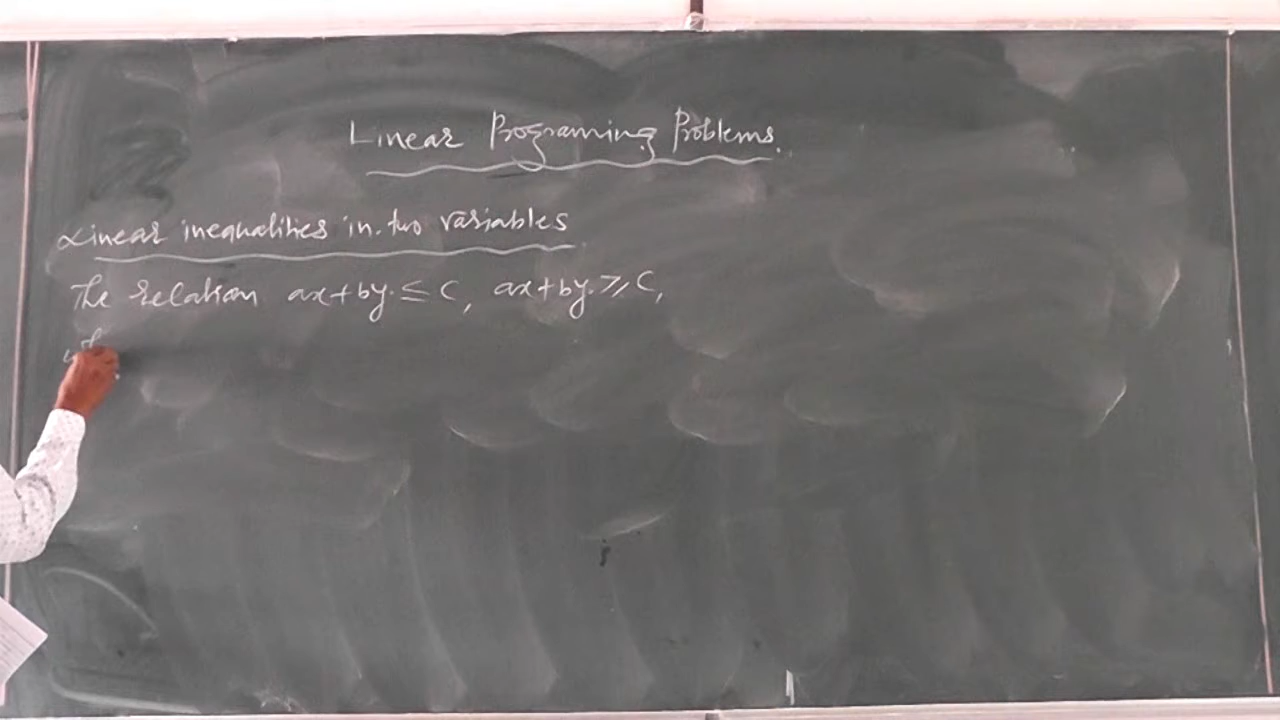 Linear Programing Problems.
Linear inequalities in two variables
The relation ax+by ≤ C, ax+by ≥ C,